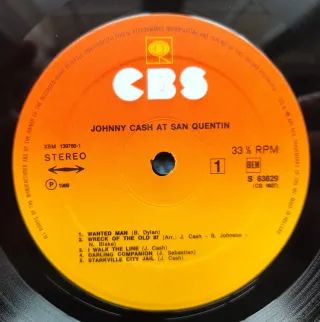 CBS
JOHNNY CASH AT SAN QUENTIN
XSM 139760-1
33 ⅓ RPM
STEREO
1
BIEM
P 1969
S 63629
(CS 9827)
1. WANTED MAN (B. Dylan)
2. WRECK OF THE OLD 97 (Arr.: J. Cash - B. Johnston -
N. Blake)
3. I WALK THE LINE (J. Cash)
4. DARLING COMPANION (J. Sebastian)
5. STARKVILLE CITY JAIL (J. Cash)